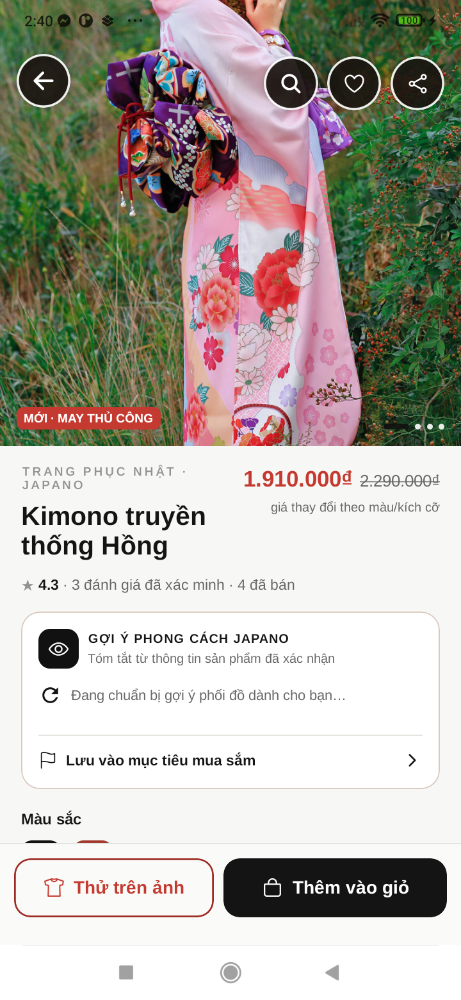 2:40
100
MỚI · MAY THỦ CÔNG
TRANG PHỤC NHẬT ·
JAPANO
1.910.000₫ 2.290.000₫
giá thay đổi theo màu/kích cỡ
Kimono truyền
thống Hồng
★ 4.3 · 3 đánh giá đã xác minh · 4 đã bán
GỢI Ý PHONG CÁCH JAPANO
Tóm tắt từ thông tin sản phẩm đã xác nhận
Đang chuẩn bị gợi ý phối đồ dành cho bạn…
Lưu vào mục tiêu mua sắm
Màu sắc
Thử trên ảnh
Thêm vào giỏ